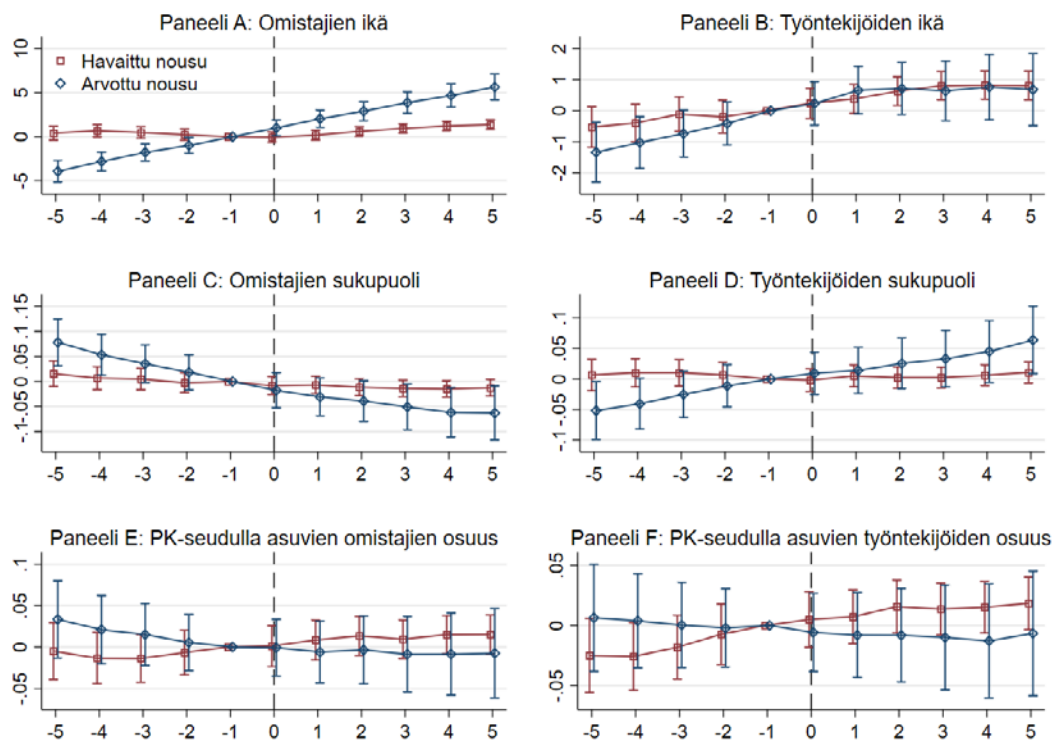 Paneeli A: Omistajien ikä
10
5
0
-5
Havaittu nousu
Arvottu nousu
-5 -4 -3 -2 -1 0 1 2 3 4 5
Paneeli B: Työntekijöiden ikä
2
1
0
-1
-2
-5 -4 -3 -2 -1 0 1 2 3 4 5
Paneeli C: Omistajien sukupuoli
.15
.1
.05
0
-.05
-.1
-5 -4 -3 -2 -1 0 1 2 3 4 5
Paneeli D: Työntekijöiden sukupuoli
.1
.05
0
-.05
-.1
-5 -4 -3 -2 -1 0 1 2 3 4 5
Paneeli E: PK-seudulla asuvien omistajien osuus
.1
.05
0
-.05
-5 -4 -3 -2 -1 0 1 2 3 4 5
Paneeli F: PK-seudulla asuvien työntekijöiden osuus
.05
0
-.05
-5 -4 -3 -2 -1 0 1 2 3 4 5